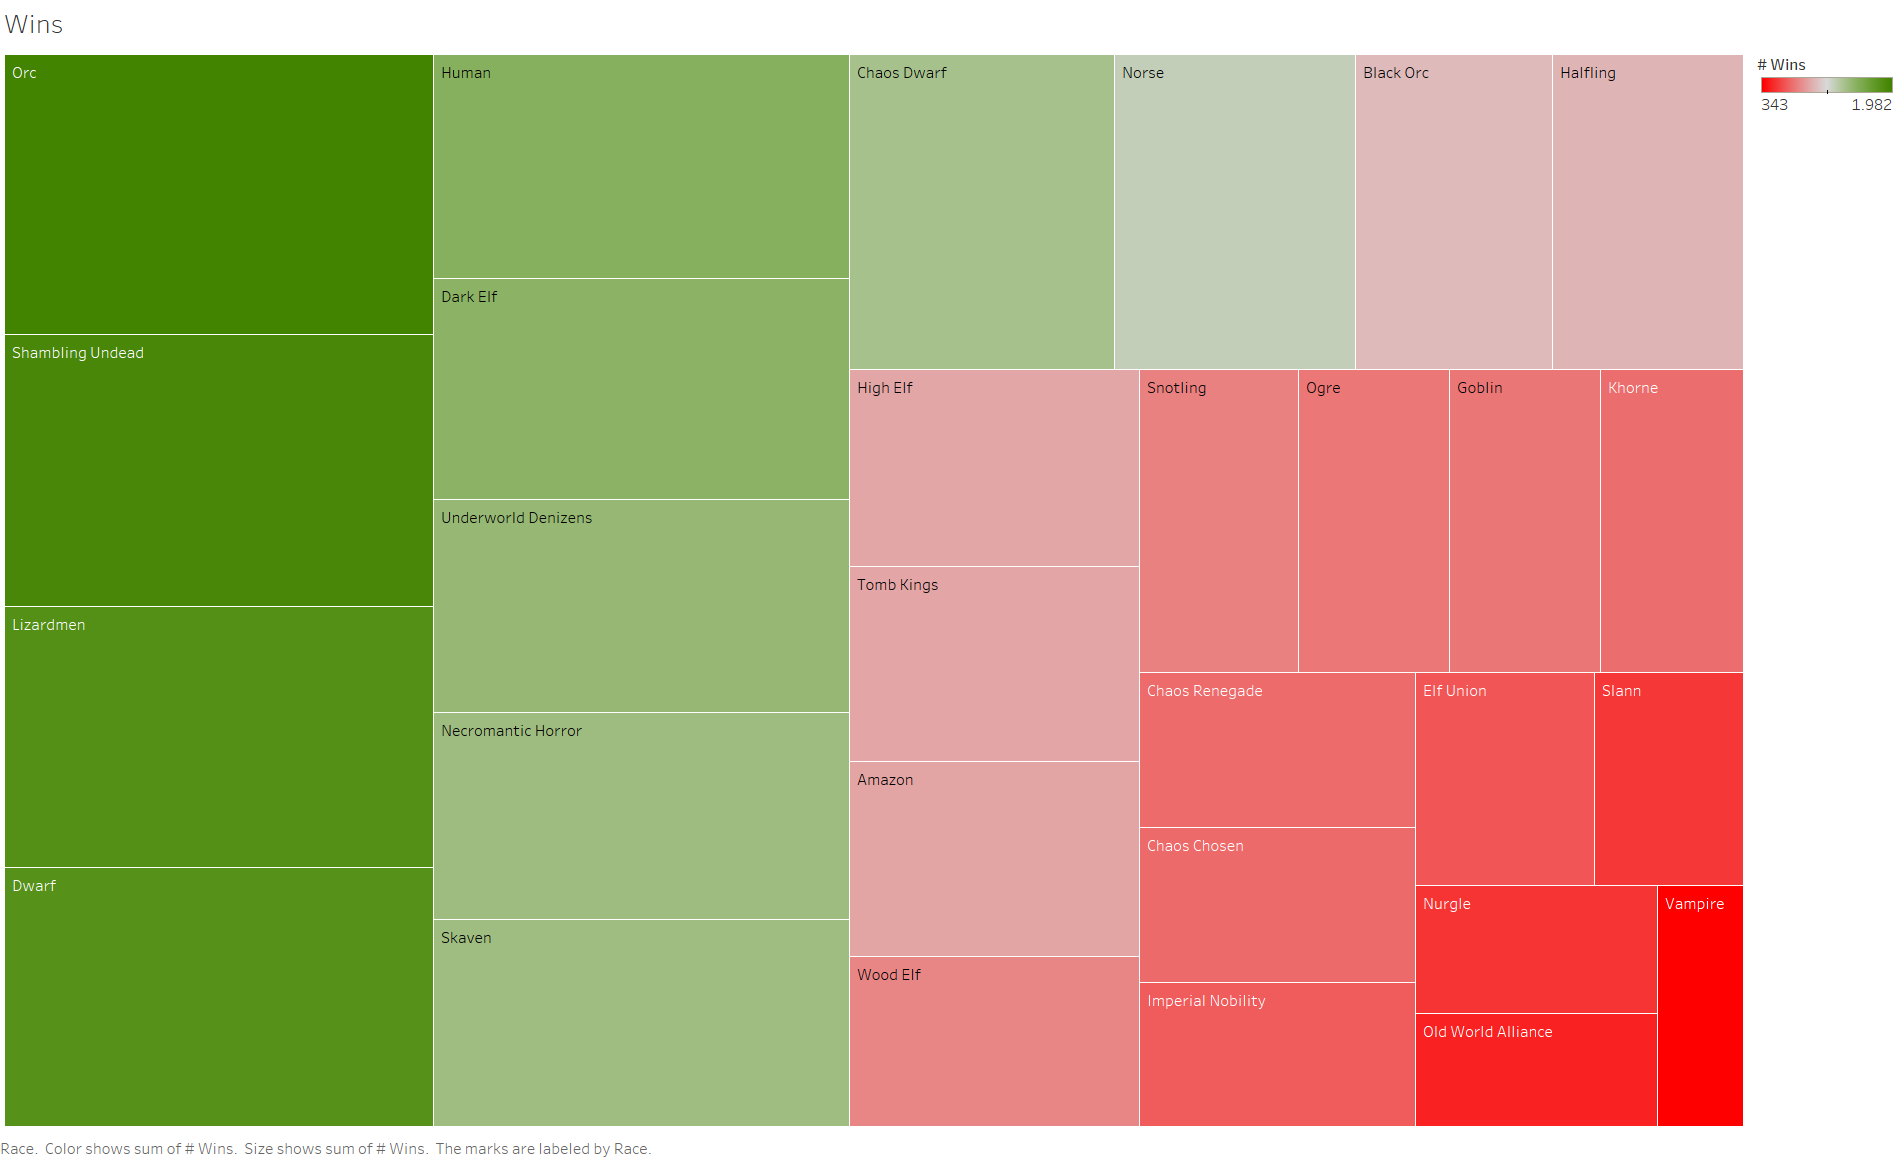 Wins
Orc
Human
Chaos Dwarf
Norse
Black Orc
Halfling
# Wins
343
1.982
Dark Elf
Shambling Undead
High Elf
Snotling
Ogre
Goblin
Khorne
Underworld Denizens
Tomb Kings
Lizardmen
Chaos Renegade
Elf Union
Slann
Necromantic Horror
Amazon
Chaos Chosen
Dwarf
Nurgle
Vampire
Skaven
Wood Elf
Imperial Nobility
Old World Alliance
Race. Color shows sum of # Wins. Size shows sum of # Wins. The marks are labeled by Race.